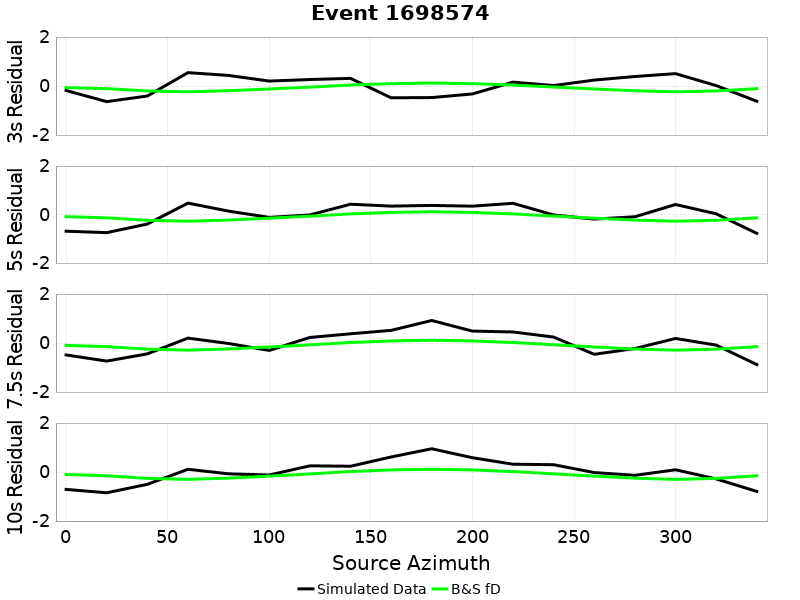 Event 1698574
3s Residual
2
0
-2
5s Residual
2
0
-2
7.5s Residual
2
0
-2
10s Residual
2
0
-2
0 50 100 150 200 250 300
Source Azimuth
Simulated Data B&S fD